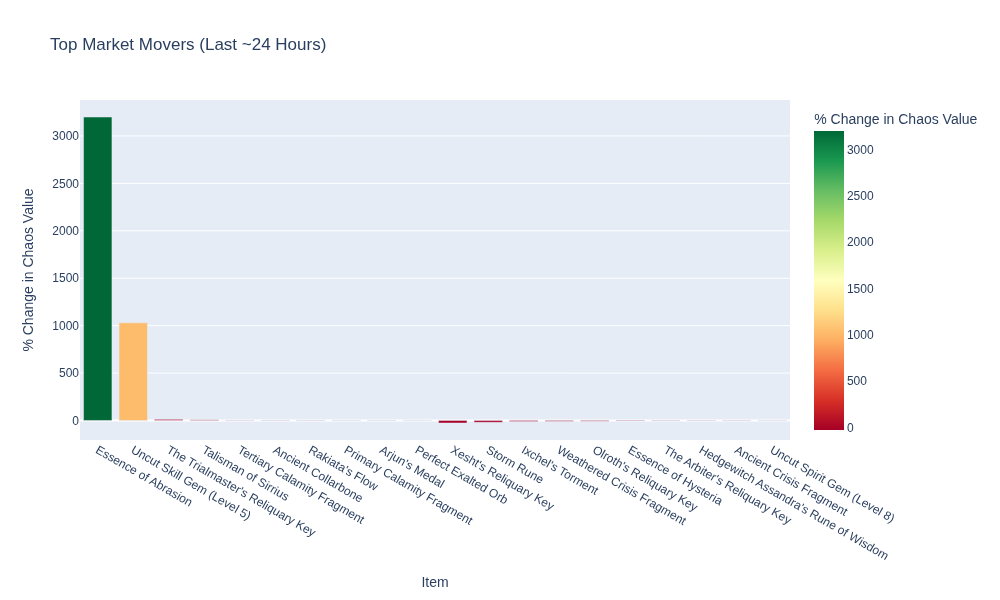 Top Market Movers (Last ~24 Hours)
% Change in Chaos Value
3000
2500
2000
1500
1000
500
0
Essence of Abrasion
Uncut Skill Gem (Level 5)
The Trialmaster's Reliquary Key
Talisman of Sirrius
Tertiary Calamity Fragment
Ancient Collarbone
Rakiata's Flow
Primary Calamity Fragment
Arjun's Medal
Perfect Exalted Orb
Xesht's Reliquary Key
Storm Rune
Ixchel's Torment
Weathered Crisis Fragment
Olroth's Reliquary Key
Essence of Hysteria
The Arbiter's Reliquary Key
Hedgewitch Assandra's Rune of Wisdom
Ancient Crisis Fragment
Uncut Spirit Gem (Level 8)
Item
% Change in Chaos Value
3000
2500
2000
1500
1000
500
0